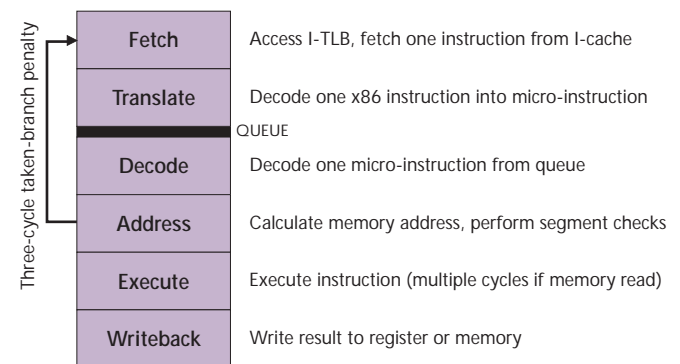 Three-cycle taken-branch penalty
Fetch Access I-TLB, fetch one instruction from I-cache
Translate Decode one x86 instruction into micro-instruction
QUEUE
Decode Decode one micro-instruction from queue
Address Calculate memory address, perform segment checks
Execute Execute instruction (multiple cycles if memory read)
Writeback Write result to register or memory